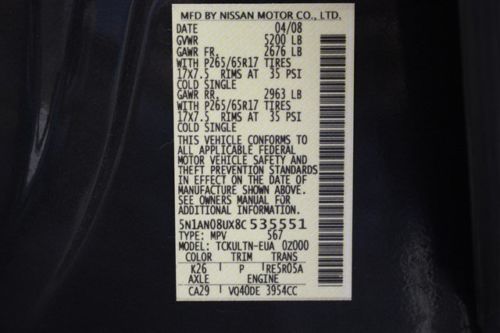 MFD BY NISSAN MOTOR CO., LTD.
DATE 04/08
GVWR 5200 LB
GAWR FR. 2676 LB
WITH P265/65R17 TIRES
17X7.5 RIMS AT 35 PSI
COLD SINGLE
GAWR RR. 2963 LB
WITH P265/65R17 TIRES
17X7.5 RIMS AT 35 PSI
COLD SINGLE
THIS VEHICLE CONFORMS TO
ALL APPLICABLE FEDERAL
MOTOR VEHICLE SAFETY AND
THEFT PREVENTION STANDARDS
IN EFFECT ON THE DATE OF
MANUFACTURE SHOWN ABOVE.
SEE OWNERS MANUAL FOR
ADDITIONAL INFORMATION
5N1AN08UX8C535551
TYPE: MPV 567
MODEL: TCKULTN-EUA 0Z000
COLOR TRIM TRANS
K26 P RE5R05A
AXLE ENGINE
CA29 VQ40DE 3954CC